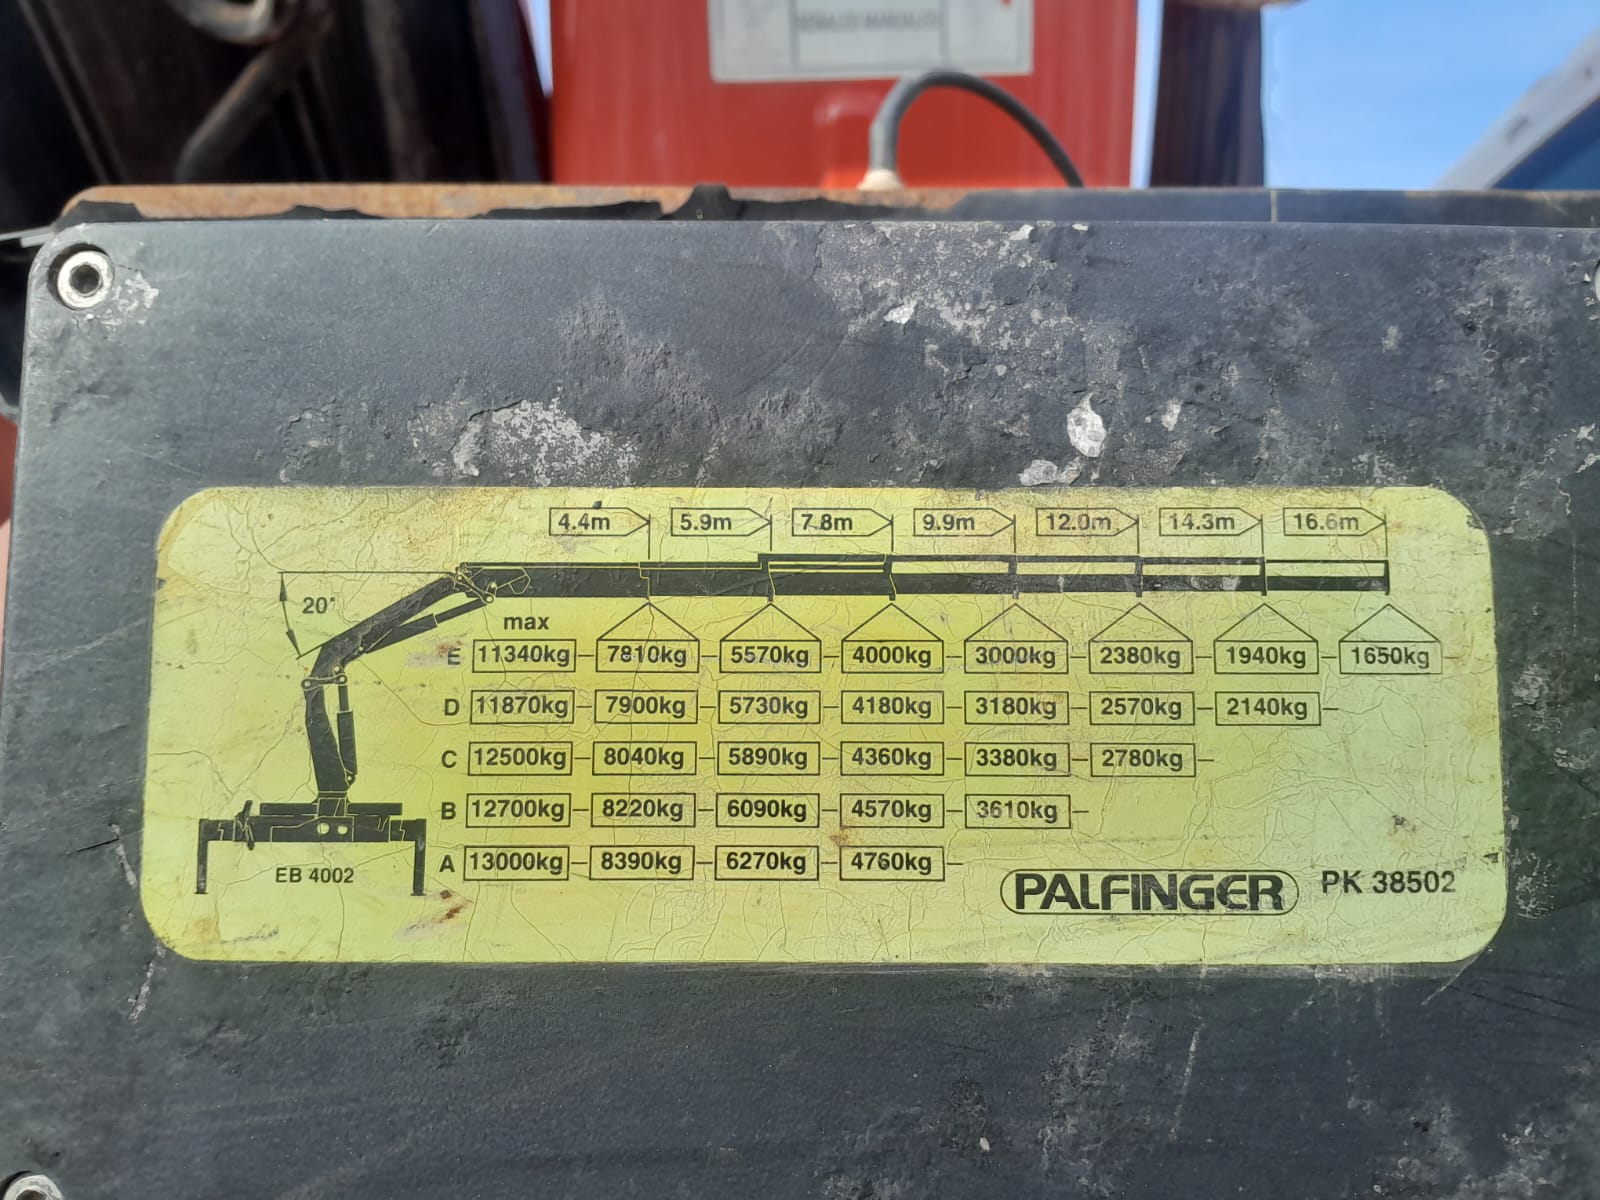 SEÑALES MANUALES
4.4m 5.9m 7.8m 9.9m 12.0m 14.3m 16.6m
20°
max
E 11340kg 7810kg 5570kg 4000kg 3000kg 2380kg 1940kg 1650kg
D 11870kg 7900kg 5730kg 4180kg 3180kg 2570kg 2140kg
C 12500kg 8040kg 5890kg 4360kg 3380kg 2780kg
B 12700kg 8220kg 6090kg 4570kg 3610kg
A 13000kg 8390kg 6270kg 4760kg
EB 4002
PALFINGER PK 38502